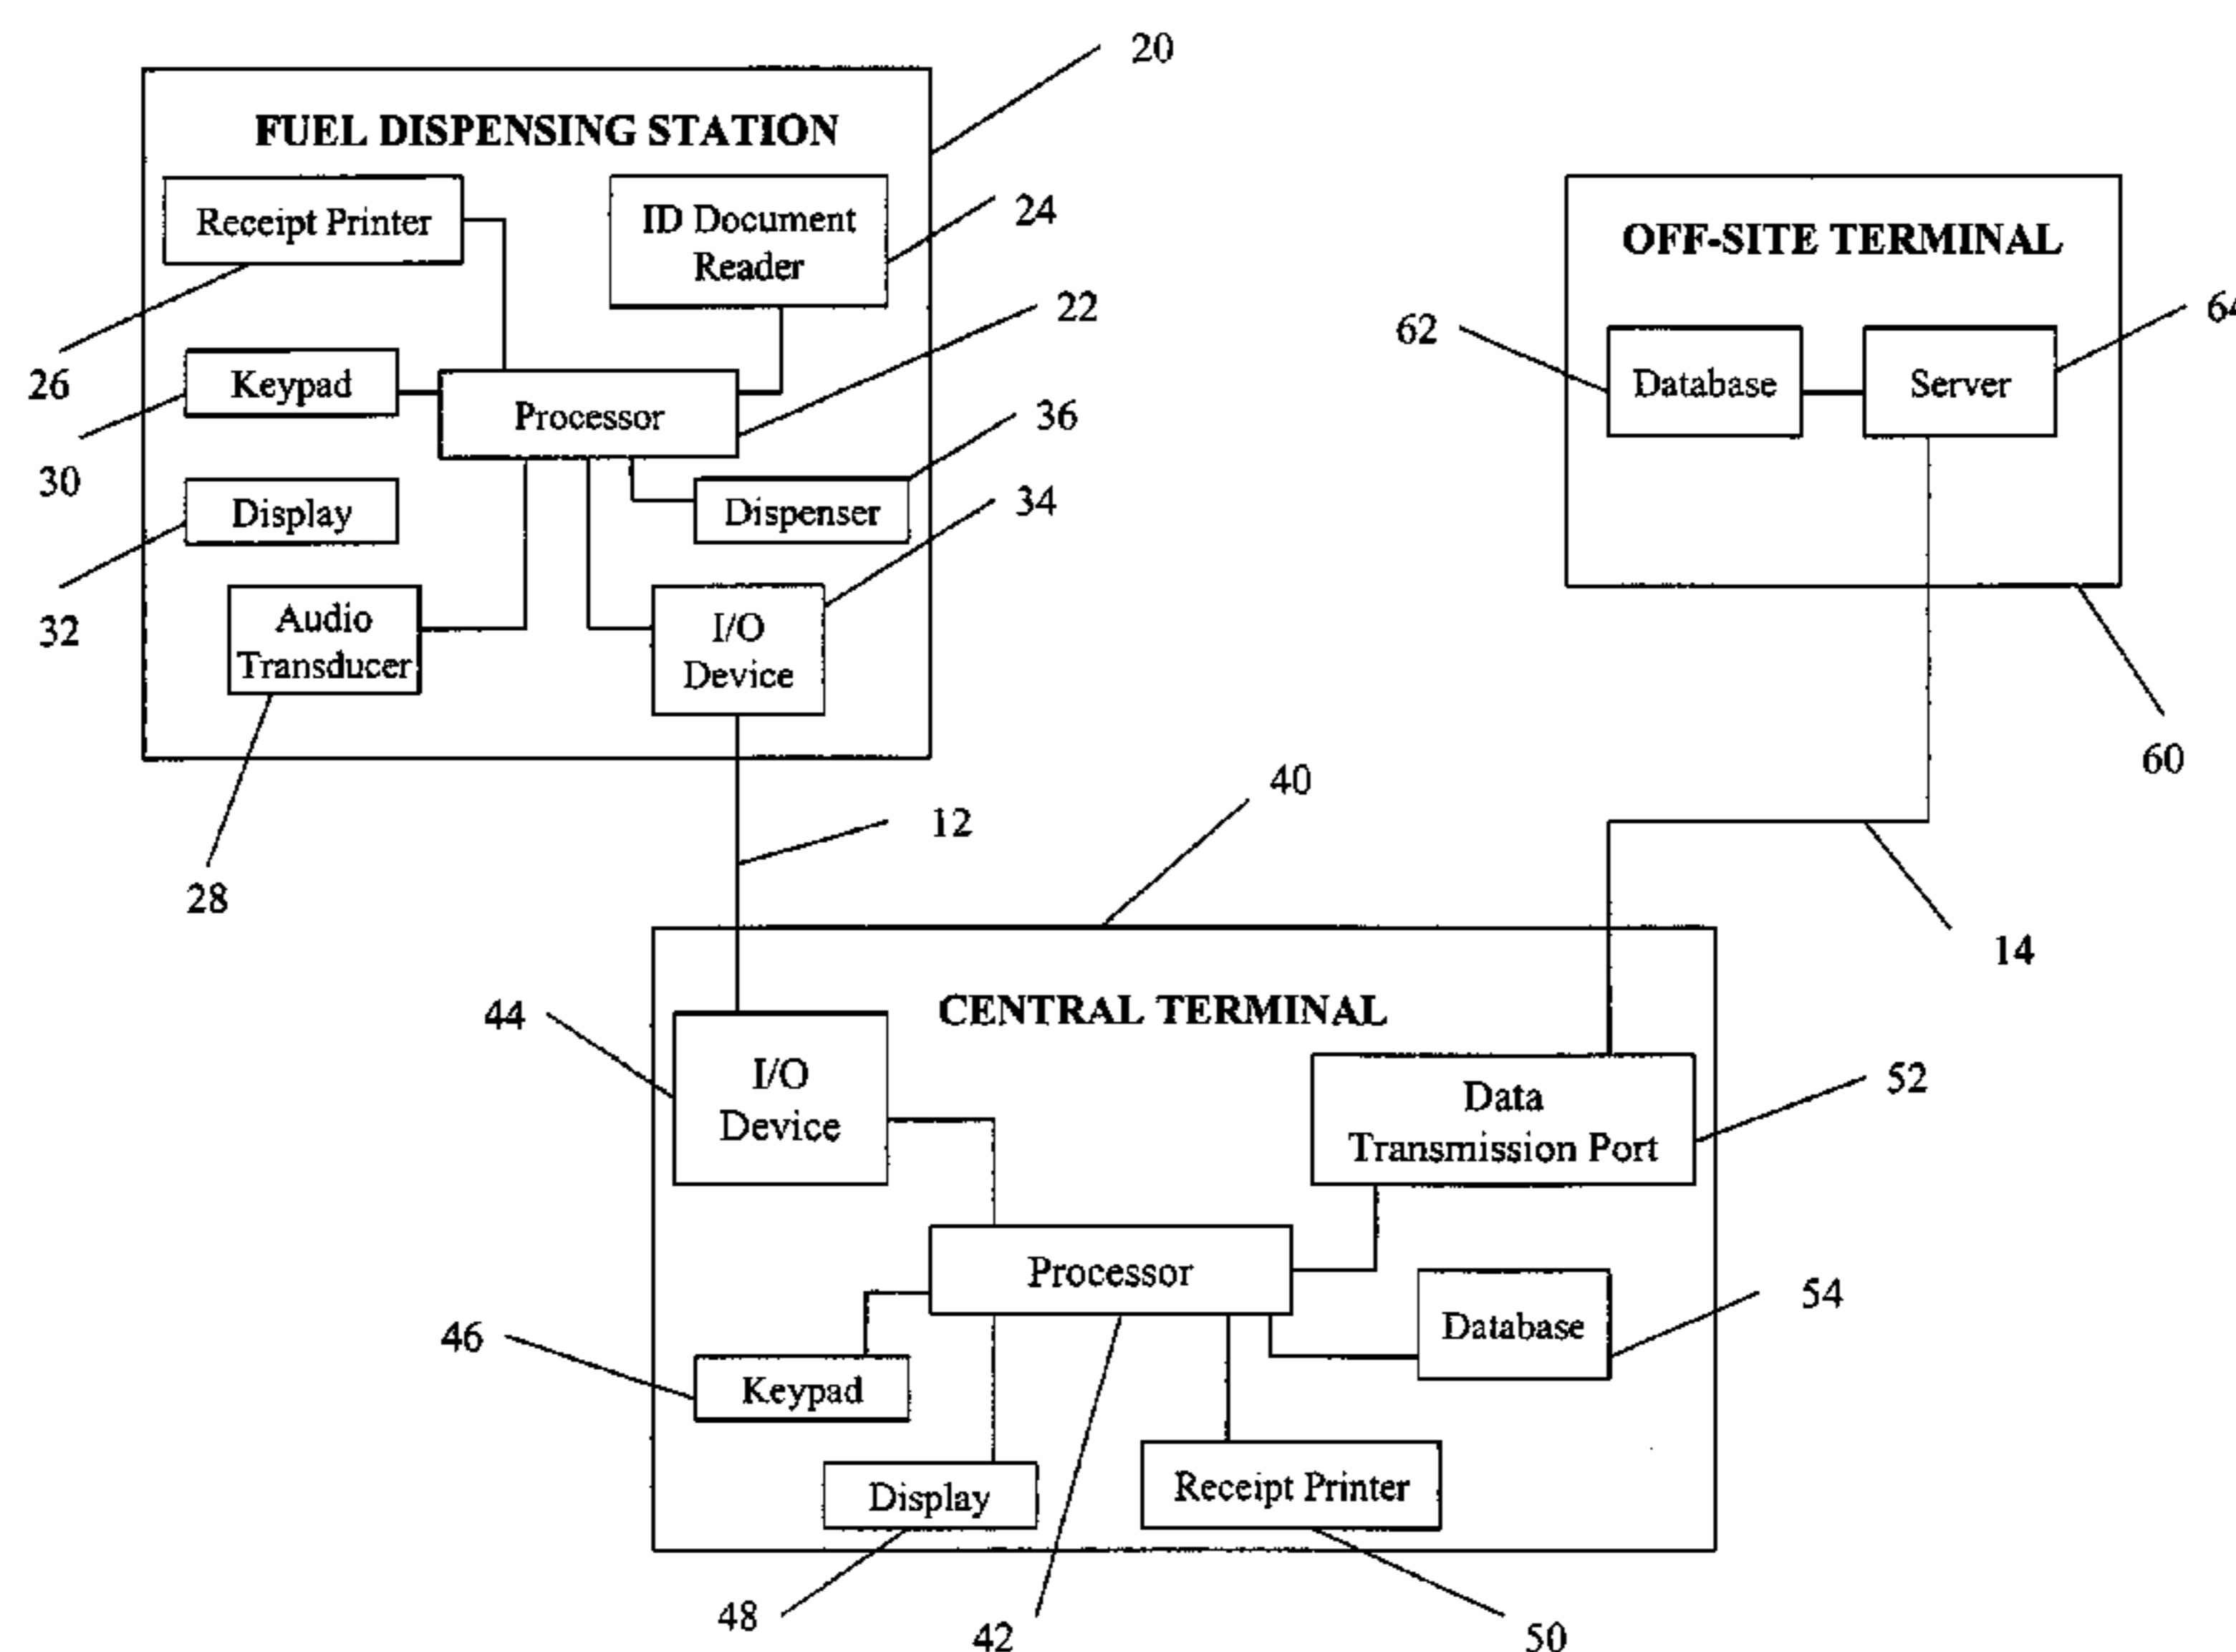 20
FUEL DISPENSING STATION
Receipt Printer
ID Document
Reader
24
22
26
Keypad
Processor
36
30
Display
Dispenser
34
32
Audio
Transducer
I/O
Device
28
12
OFF-SITE TERMINAL
62
Database
Server
64
60
14
40
CENTRAL TERMINAL
44
I/O
Device
Data
Transmission Port
52
Processor
Database
54
46
Keypad
Display
Receipt Printer
48
42
50